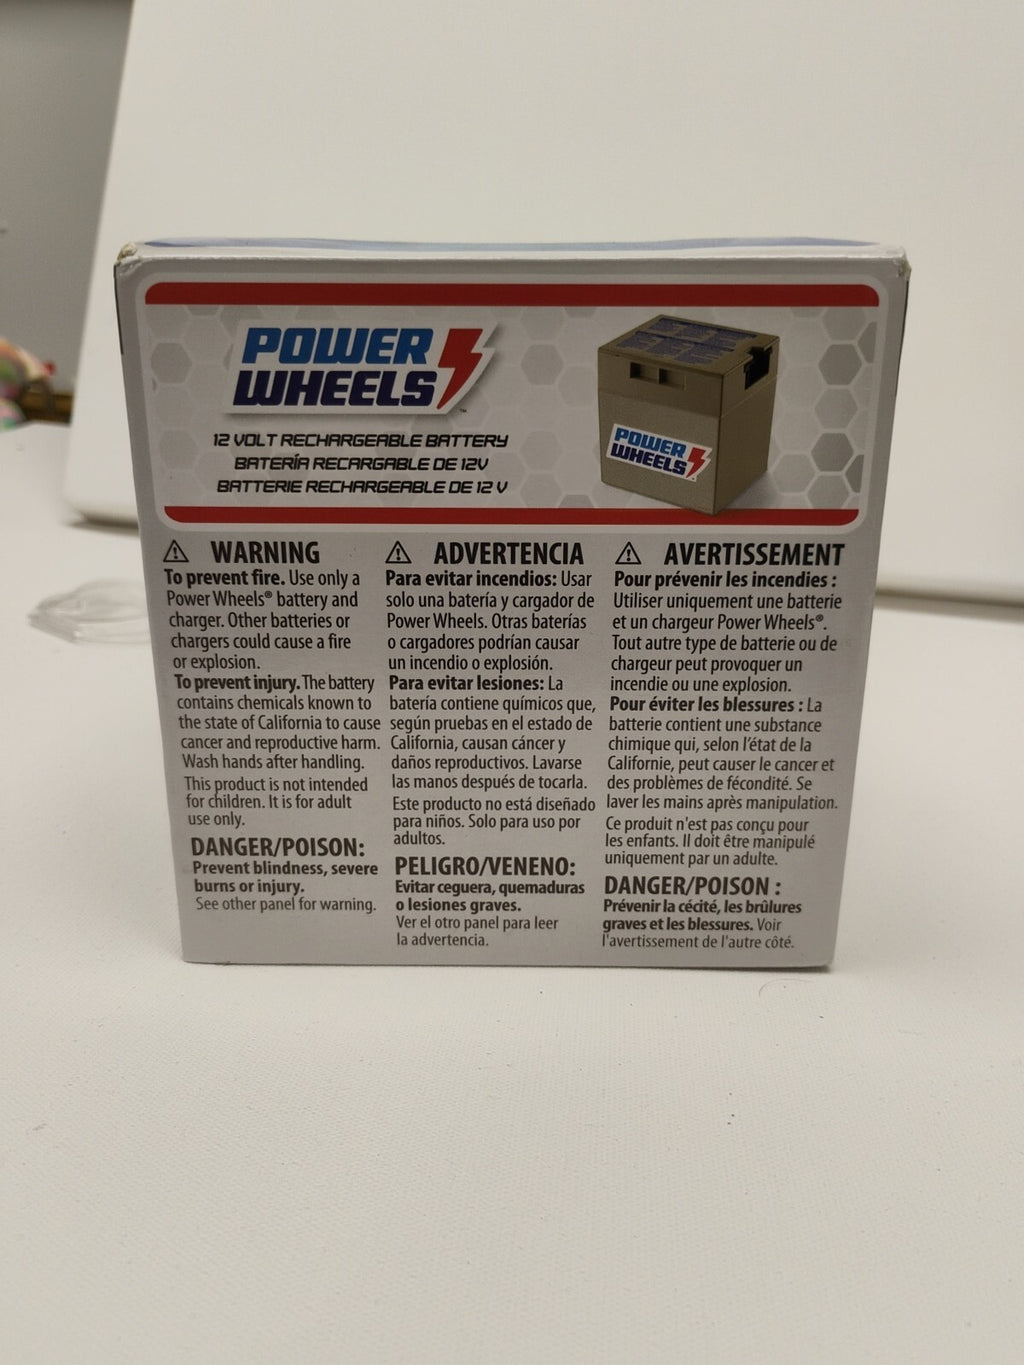 POWER
WHEELS
™
12 VOLT RECHARGEABLE BATTERY
BATERÍA RECARGABLE DE 12V
BATTERIE RECHARGEABLE DE 12 V
POWER
WHEELS
WARNING
To prevent fire. Use only a
Power Wheels® battery and
charger. Other batteries or
chargers could cause a fire
or explosion.
To prevent injury. The battery
contains chemicals known to
the state of California to cause
cancer and reproductive harm.
Wash hands after handling.
This product is not intended
for children. It is for adult
use only.
DANGER/POISON:
Prevent blindness, severe
burns or injury.
See other panel for warning.
ADVERTENCIA
Para evitar incendios: Usar
solo una batería y cargador de
Power Wheels. Otras baterías
o cargadores podrían causar
un incendio o explosión.
Para evitar lesiones: La
batería contiene químicos que,
según pruebas en el estado de
California, causan cáncer y
daños reproductivos. Lavarse
las manos después de tocarla.
Este producto no está diseñado
para niños. Solo para uso por
adultos.
PELIGRO/VENENO:
Evitar ceguera, quemaduras
o lesiones graves.
Ver el otro panel para leer
la advertencia.
AVERTISSEMENT
Pour prévenir les incendies :
Utiliser uniquement une batterie
et un chargeur Power Wheels®.
Tout autre type de batterie ou de
chargeur peut provoquer un
incendie ou une explosion.
Pour éviter les blessures : La
batterie contient une substance
chimique qui, selon l'état de la
Californie, peut causer le cancer et
des problèmes de fécondité. Se
laver les mains après manipulation.
Ce produit n'est pas conçu pour
les enfants. Il doit être manipulé
uniquement par un adulte.
DANGER/POISON :
Prévenir la cécité, les brûlures
graves et les blessures. Voir
l'avertissement de l'autre côté.